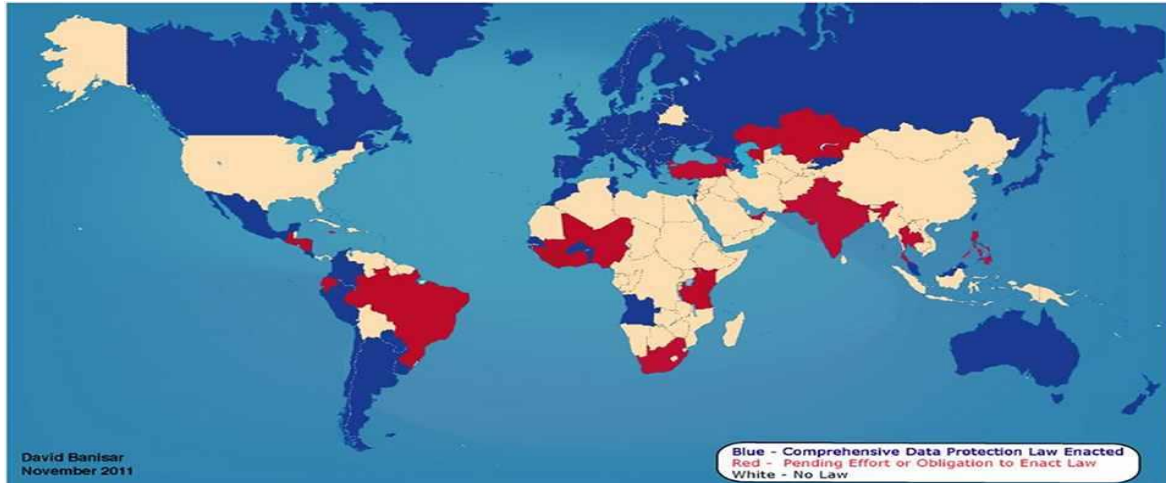 David Banisar
November 2011
Blue - Comprehensive Data Protection Law Enacted
Red - Pending Effort or Obligation to Enact Law
White - No Law